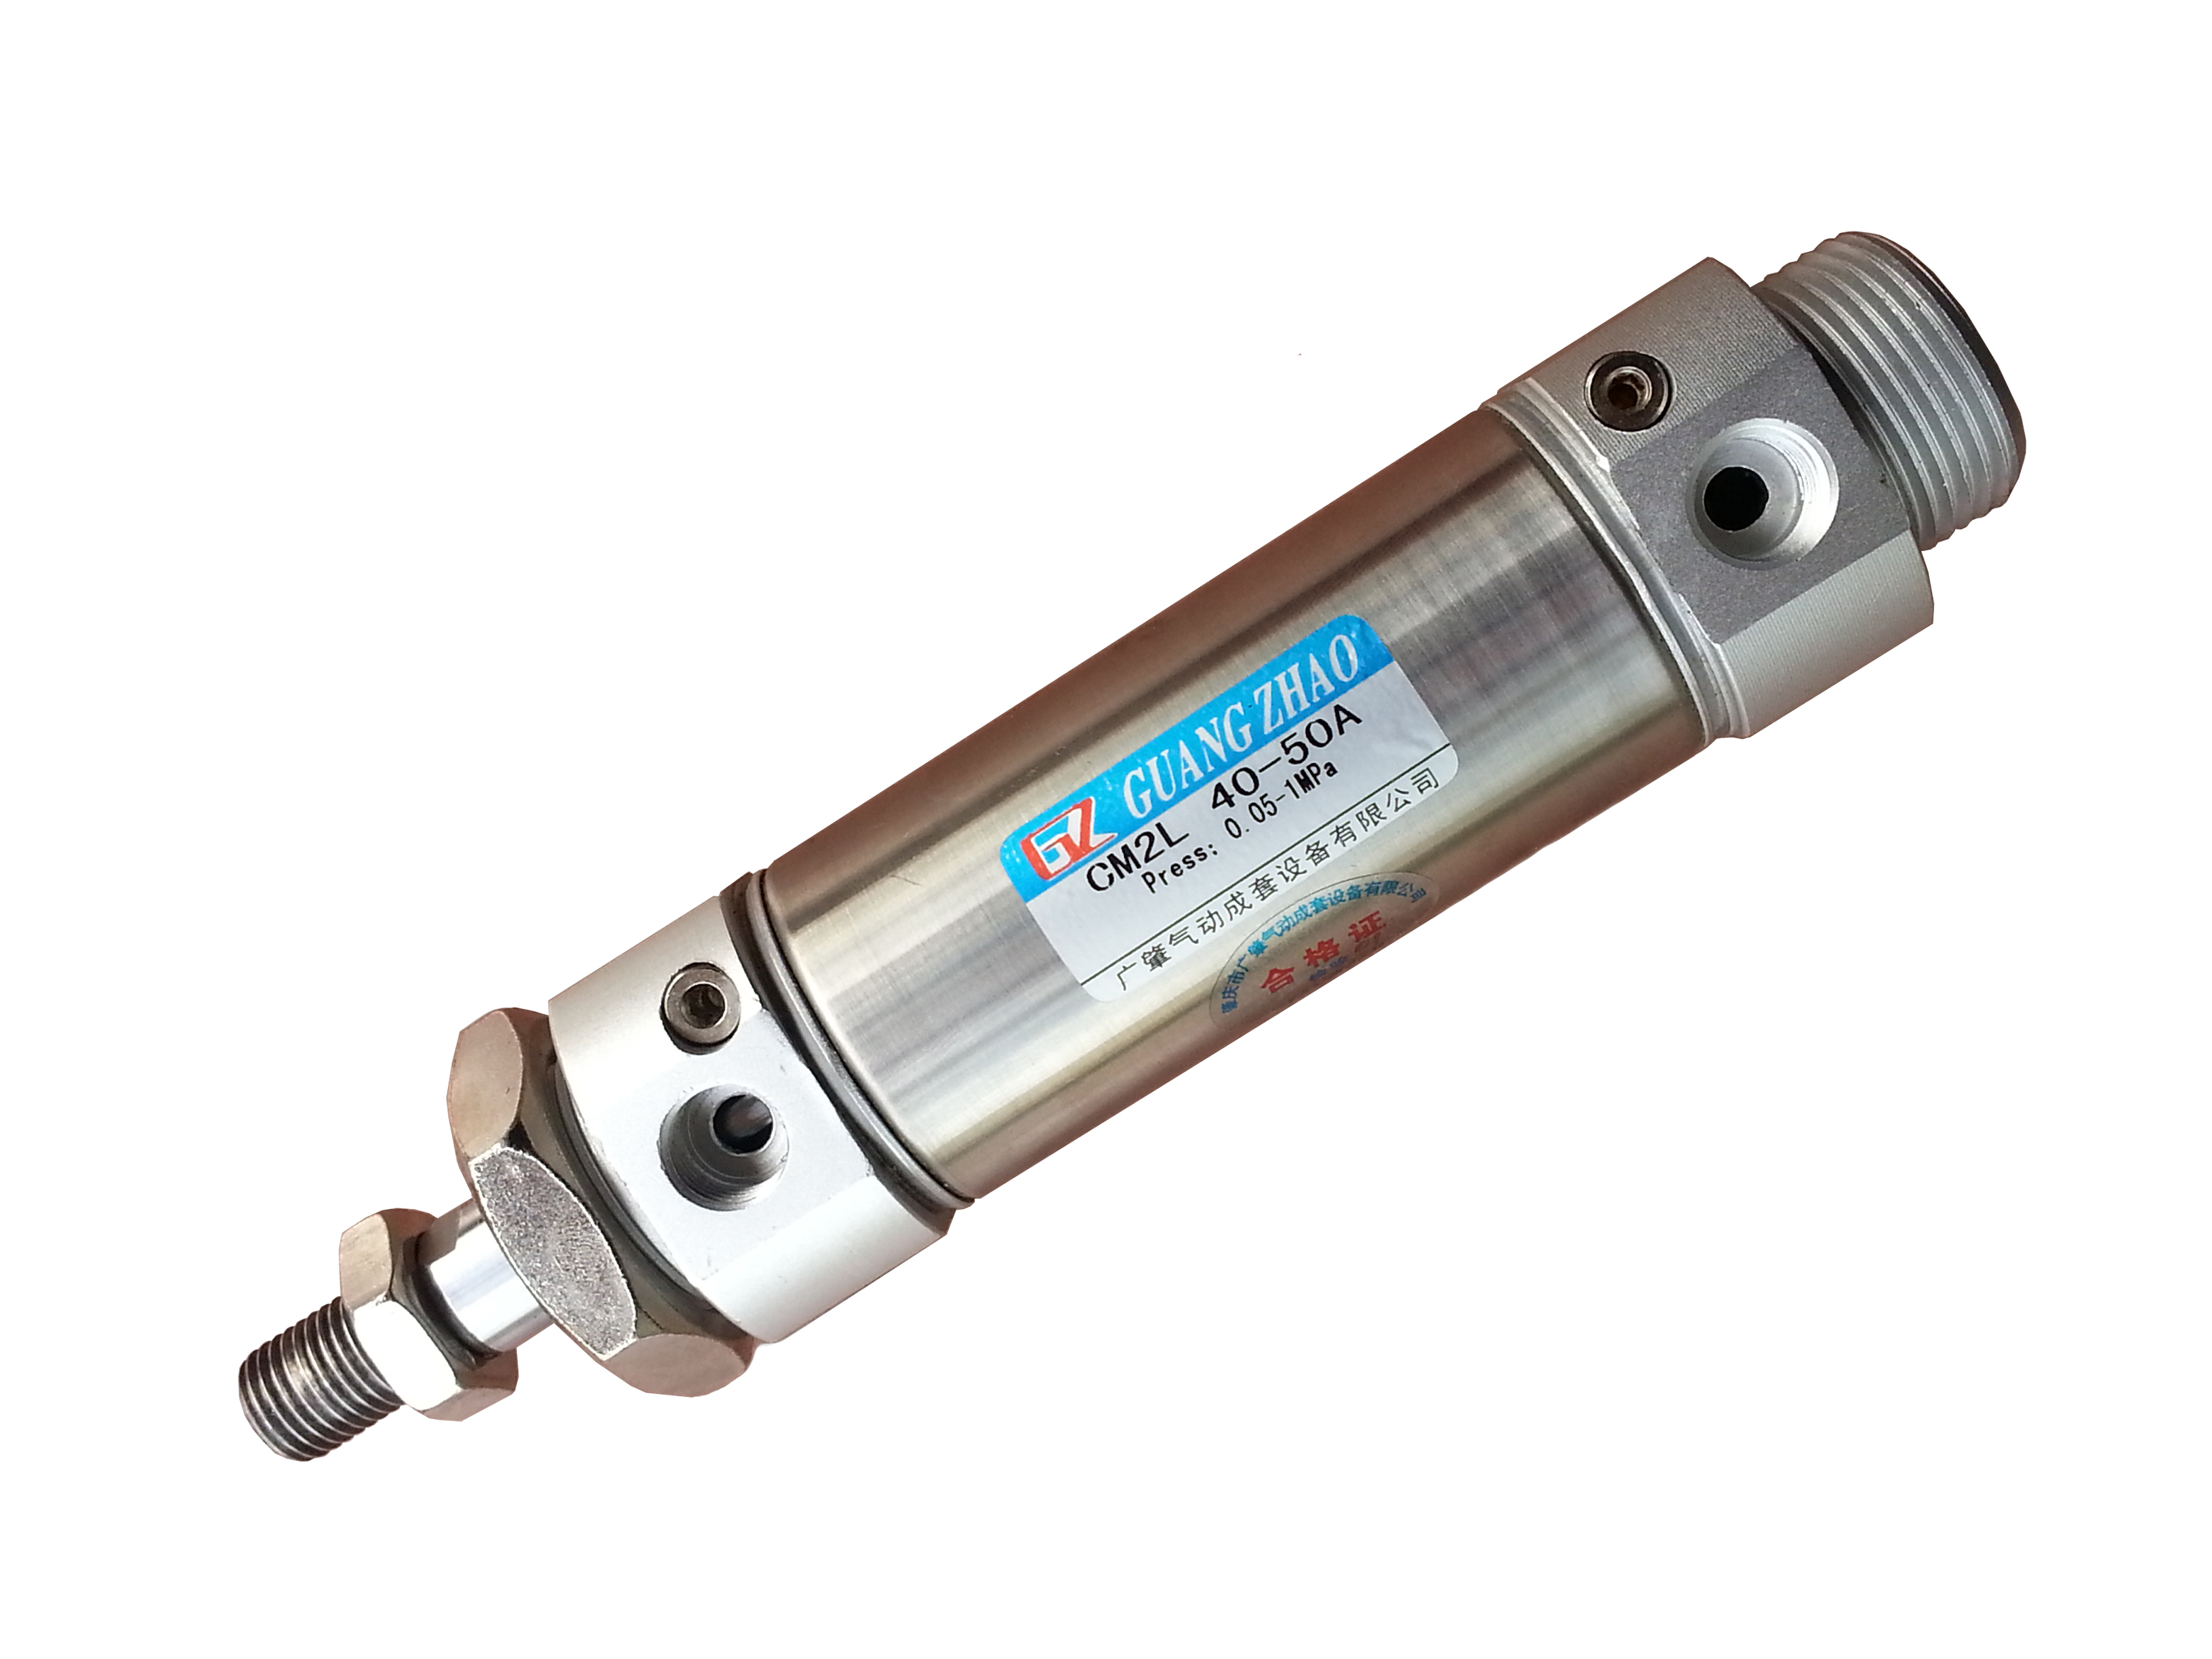 GZ GUANG ZHAO
CM2L 40-50A
Press: 0.05-1MPa
广肇气动成套设备有限公司
肇庆市广肇气动成套设备有限公司
合格证